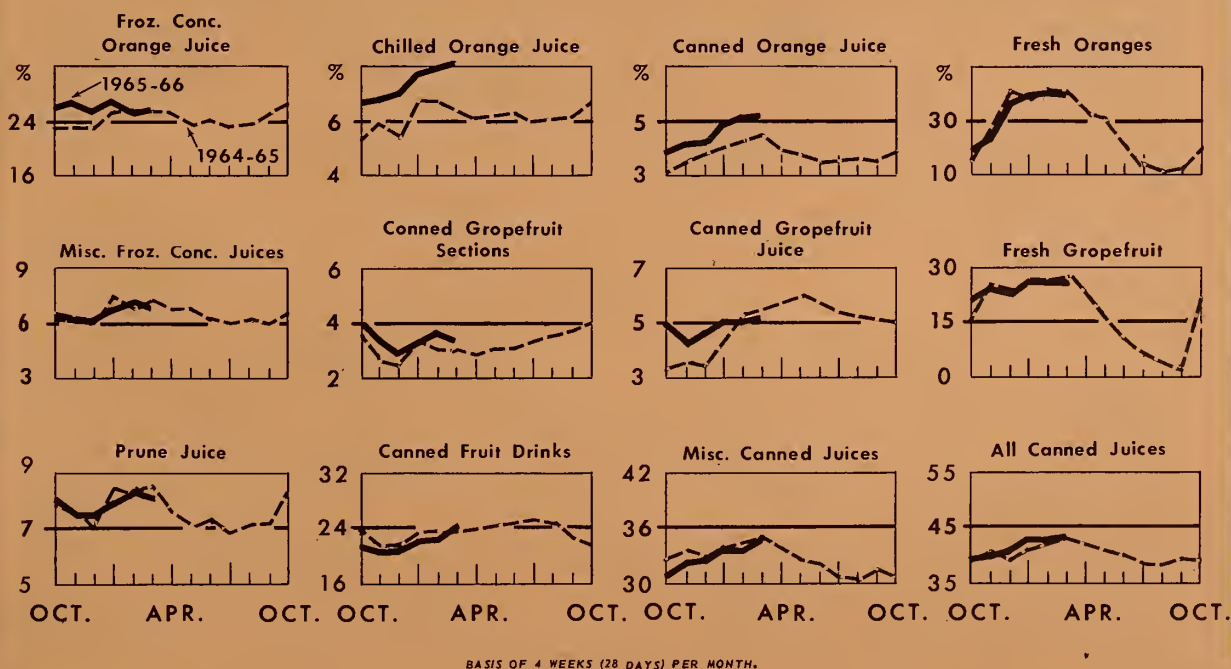 Froz. Conc.
Orange Juice
Chilled Orange Juice
Canned Orange Juice
Fresh Oranges
%
%
%
%
1965-66
24
1964-65
16
6
4
5
3
30
10
Misc. Froz. Conc. Juices
Conned Gropefruit
Sections
Canned Gropefruit
Juice
Fresh Gropefruit
9
6
3
6
4
2
7
5
3
30
15
0
Prune Juice
Canned Fruit Drinks
Misc. Canned Juices
All Canned Juices
9
7
5
32
24
16
42
36
30
55
45
35
OCT. APR. OCT. OCT. APR. OCT. OCT. APR. OCT. OCT. APR. OCT.
BASIS OF 4 WEEKS (28 DAYS) PER MONTH.